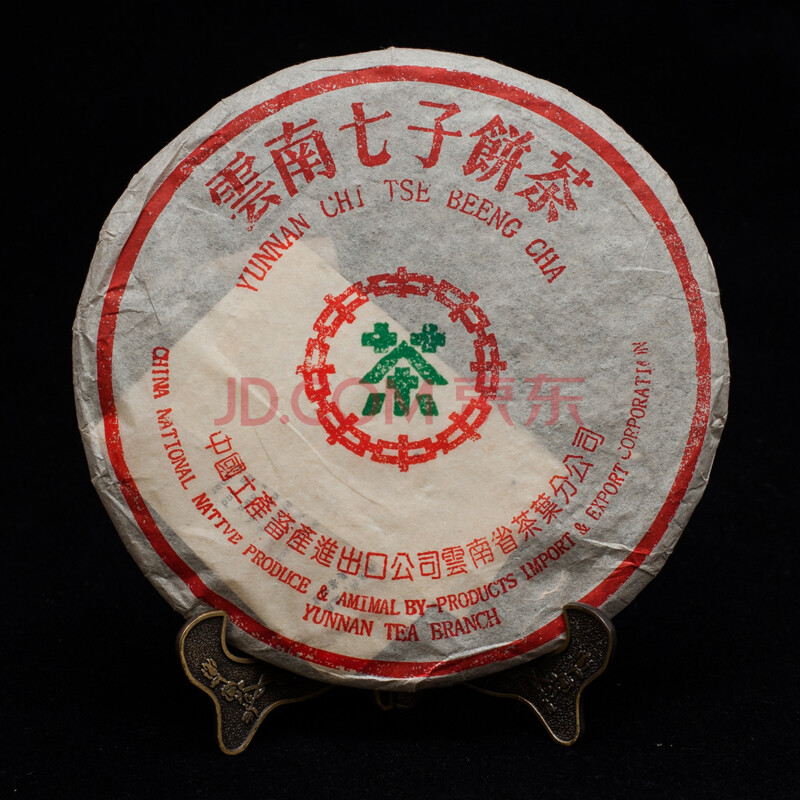 雲南七子餅茶
YUNNAN CHI TSE BEENG CHA
茶
JD.COM 京东
中國土產畜產進出口公司雲南省茶葉分公司
CHINA NATIONAL NATIVE PRODUCE & AMIMAL BY-PRODUCTS IMPORT & EXPORT CORPORATION
YUNNAN TEA BRANCH